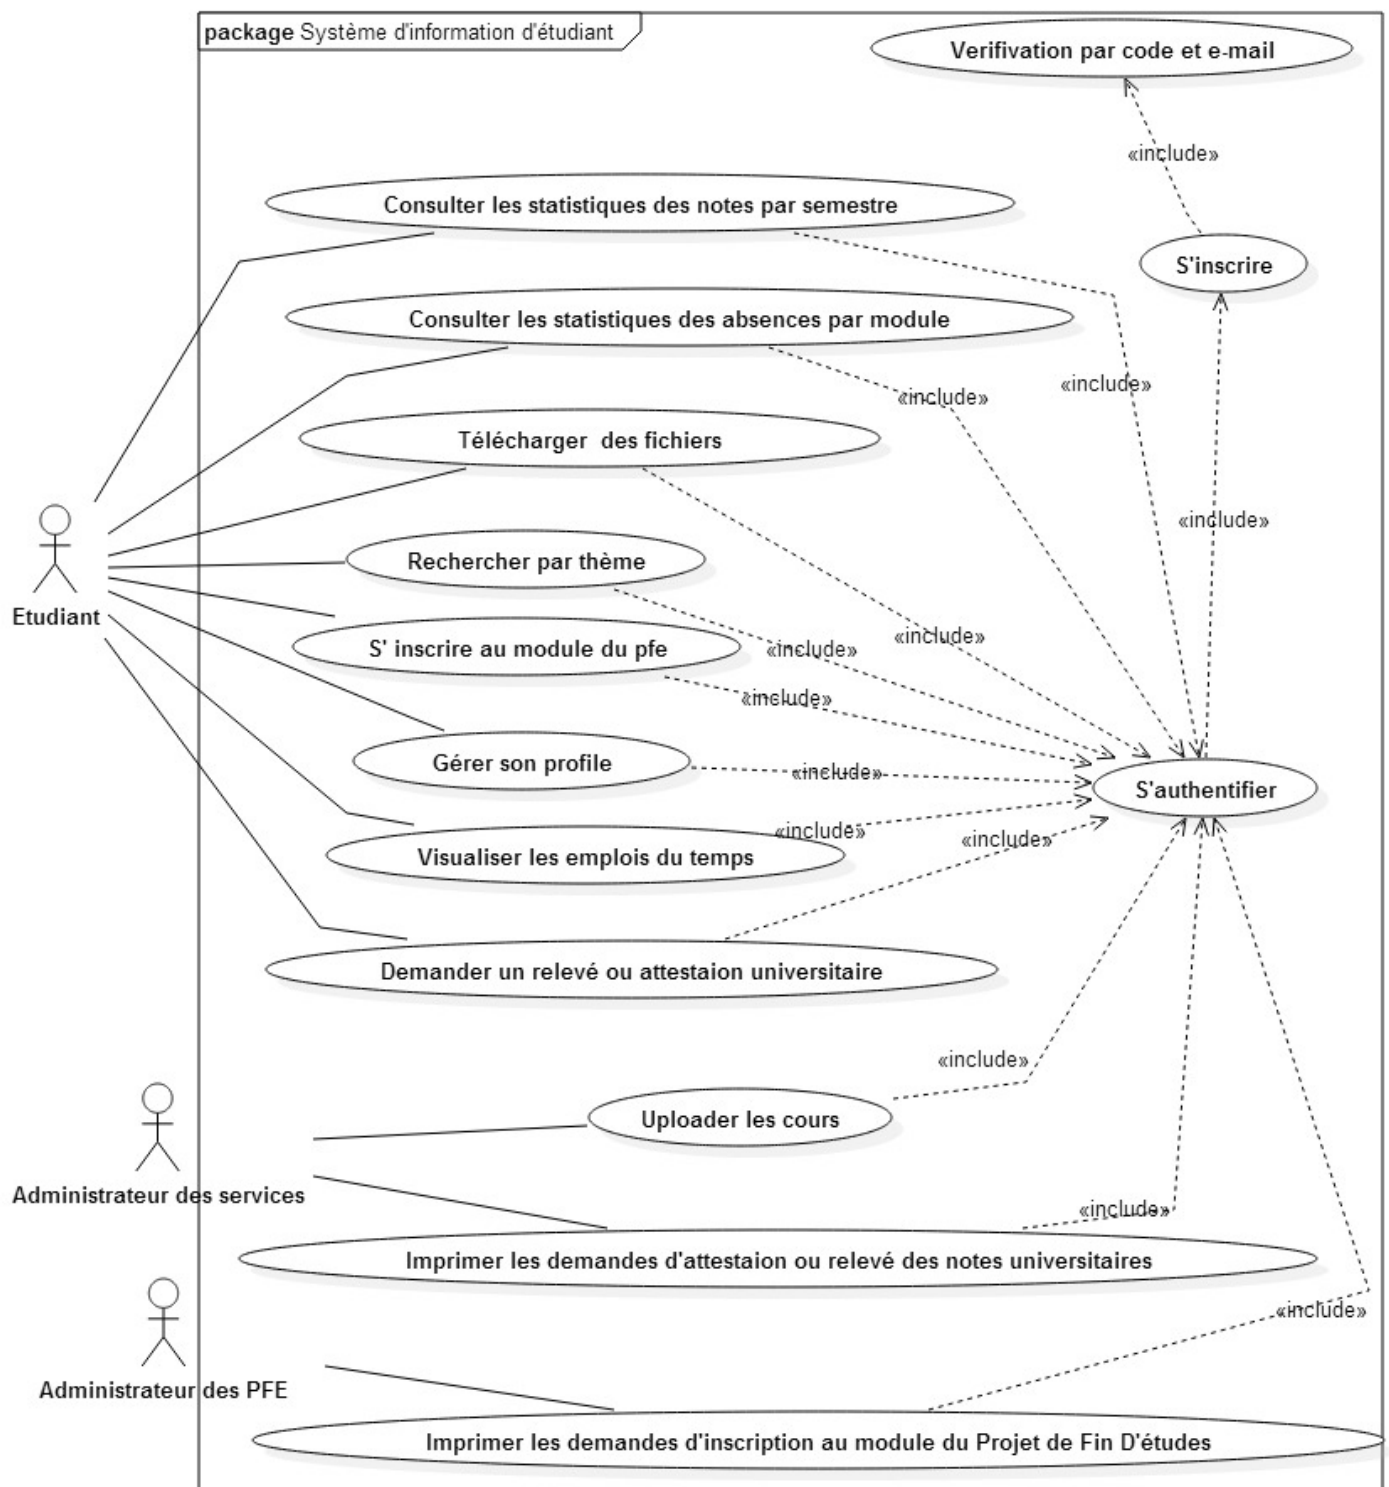 package Système d'information d'étudiant
Verifivation par code et e-mail
«include»
Consulter les statistiques des notes par semestre
S'inscrire
Consulter les statistiques des absences par module
«include»
«include»
Télécharger des fichiers
«include»
Rechercher par thème
Etudiant
«include»
S' inscrire au module du pfe
«include»
«include»
Gérer son profile
«include»
S'authentifier
«include»
«include»
Visualiser les emplois du temps
Demander un relevé ou attestaion universitaire
«include»
Uploader les cours
Administrateur des services
«include»
Imprimer les demandes d'attestaion ou relevé des notes universitaires
«include»
Administrateur des PFE
Imprimer les demandes d'inscription au module du Projet de Fin D'études